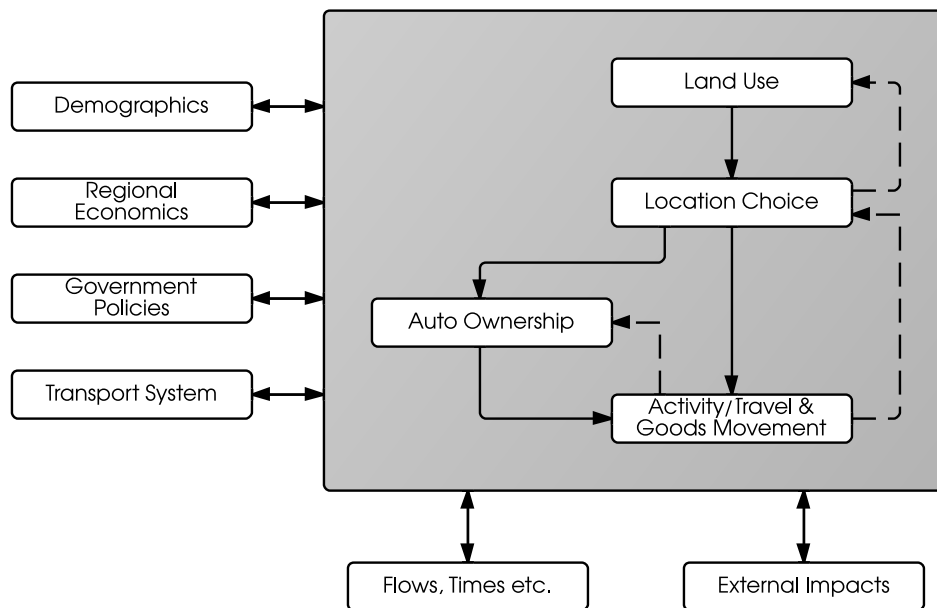 Land Use
Demographics
Regional
Economics
Location Choice
Government
Policies
Auto Ownership
Transport System
Activity/Travel &
Goods Movement
Flows, Times etc.
External Impacts